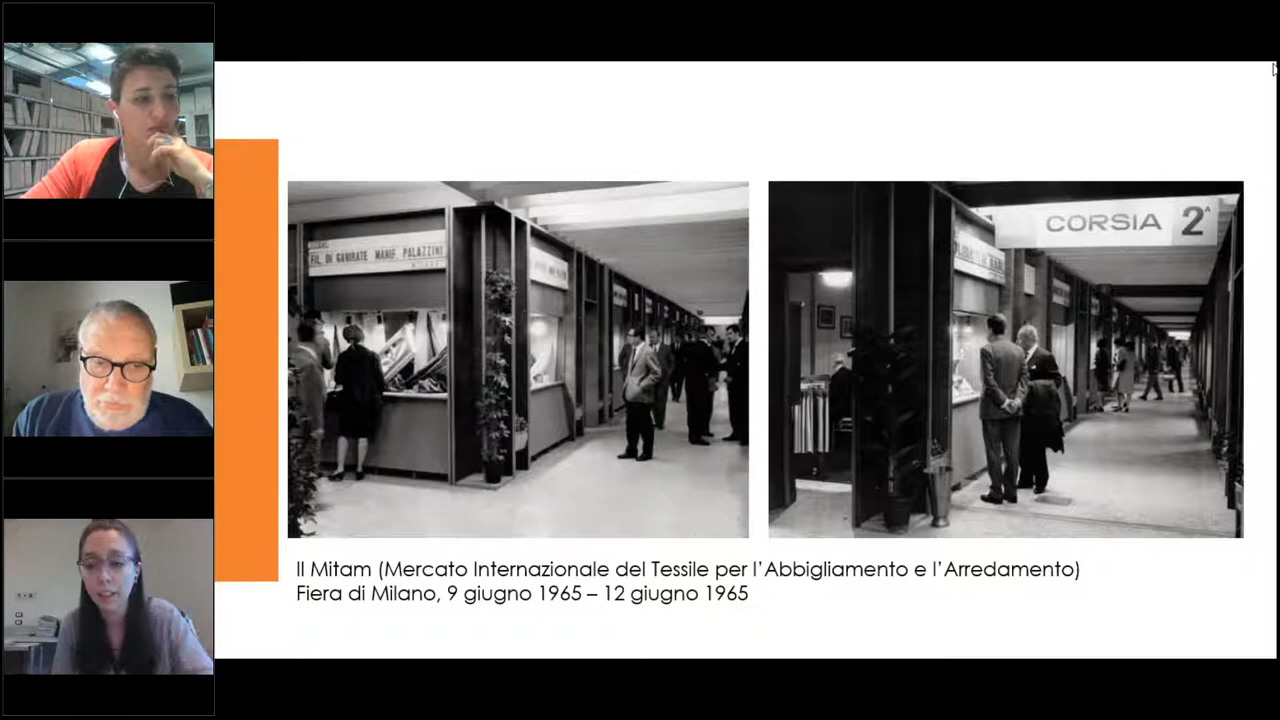 FIL. DI GAVIRATE MANIF. PALAZZINI
CORSIA 2ª
Il Mitam (Mercato Internazionale del Tessile per l’Abbigliamento e l’Arredamento)
Fiera di Milano, 9 giugno 1965 – 12 giugno 1965